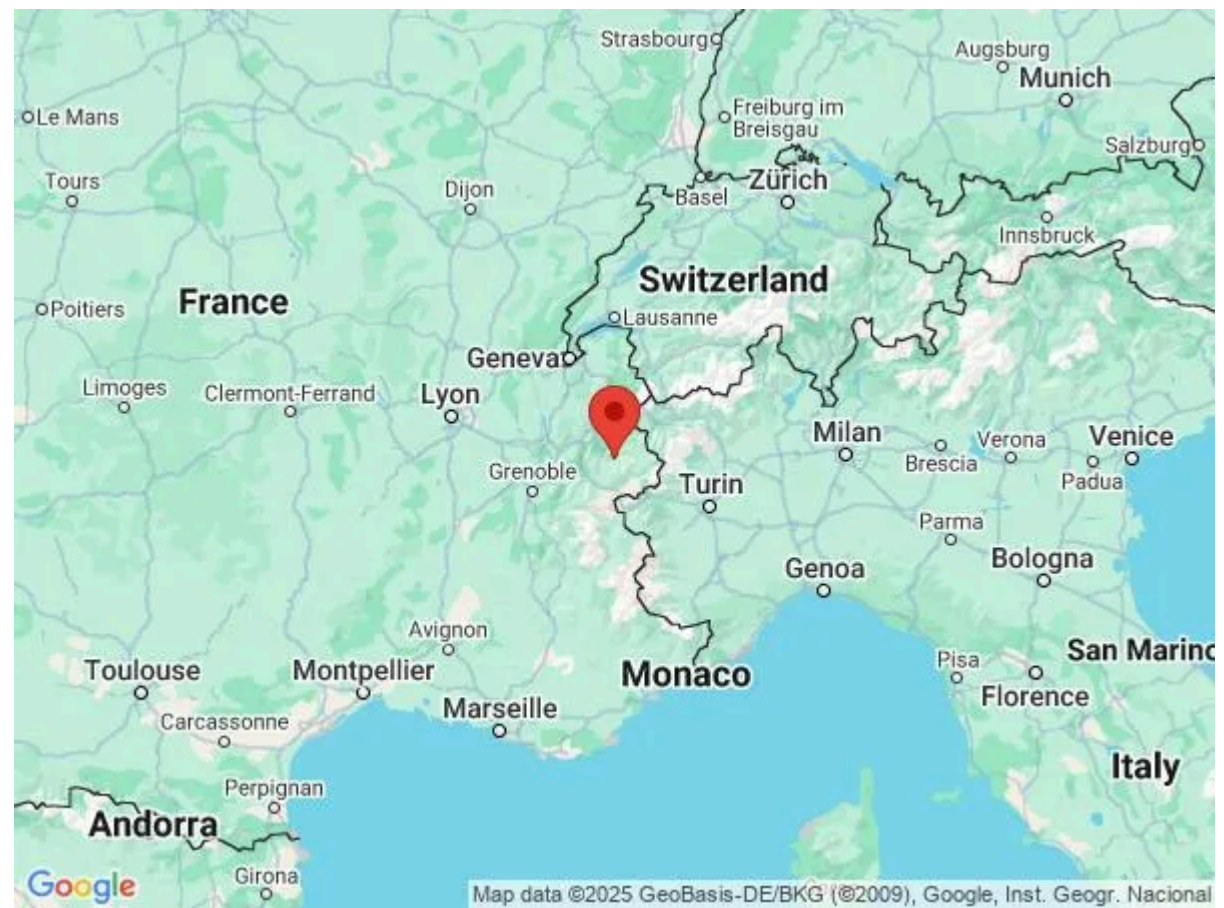 Strasbourg
Augsburg
Munich
Le Mans
Freiburg im
Breisgau
Salzburg
Tours
Dijon
Basel
Zürich
Innsbruck
Switzerland
France
Poitiers
Lausanne
Geneva
Limoges
Clermont-Ferrand
Lyon
Milan
Verona
Venice
Brescia
Padua
Grenoble
Turin
Parma
Bologna
Genoa
Avignon
Toulouse
Montpellier
Monaco
Pisa
San Marino
Florence
Marseille
Carcassonne
Italy
Perpignan
Andorra
Girona
Google
Map data ©2025 GeoBasis-DE/BKG (©2009), Google, Inst. Geogr. Nacional